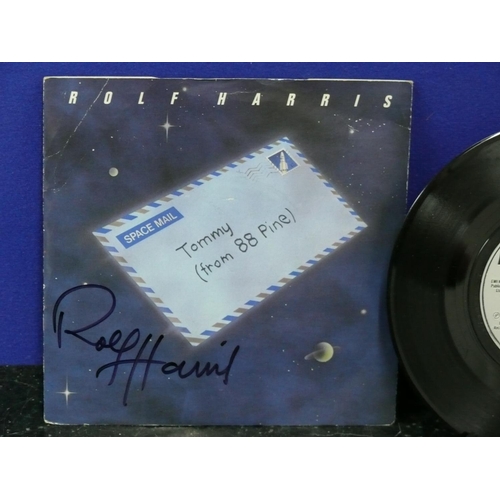 ROLF HARRIS
SPACE MAIL
Tommy
(from 88 Pine)
Rolf Harris